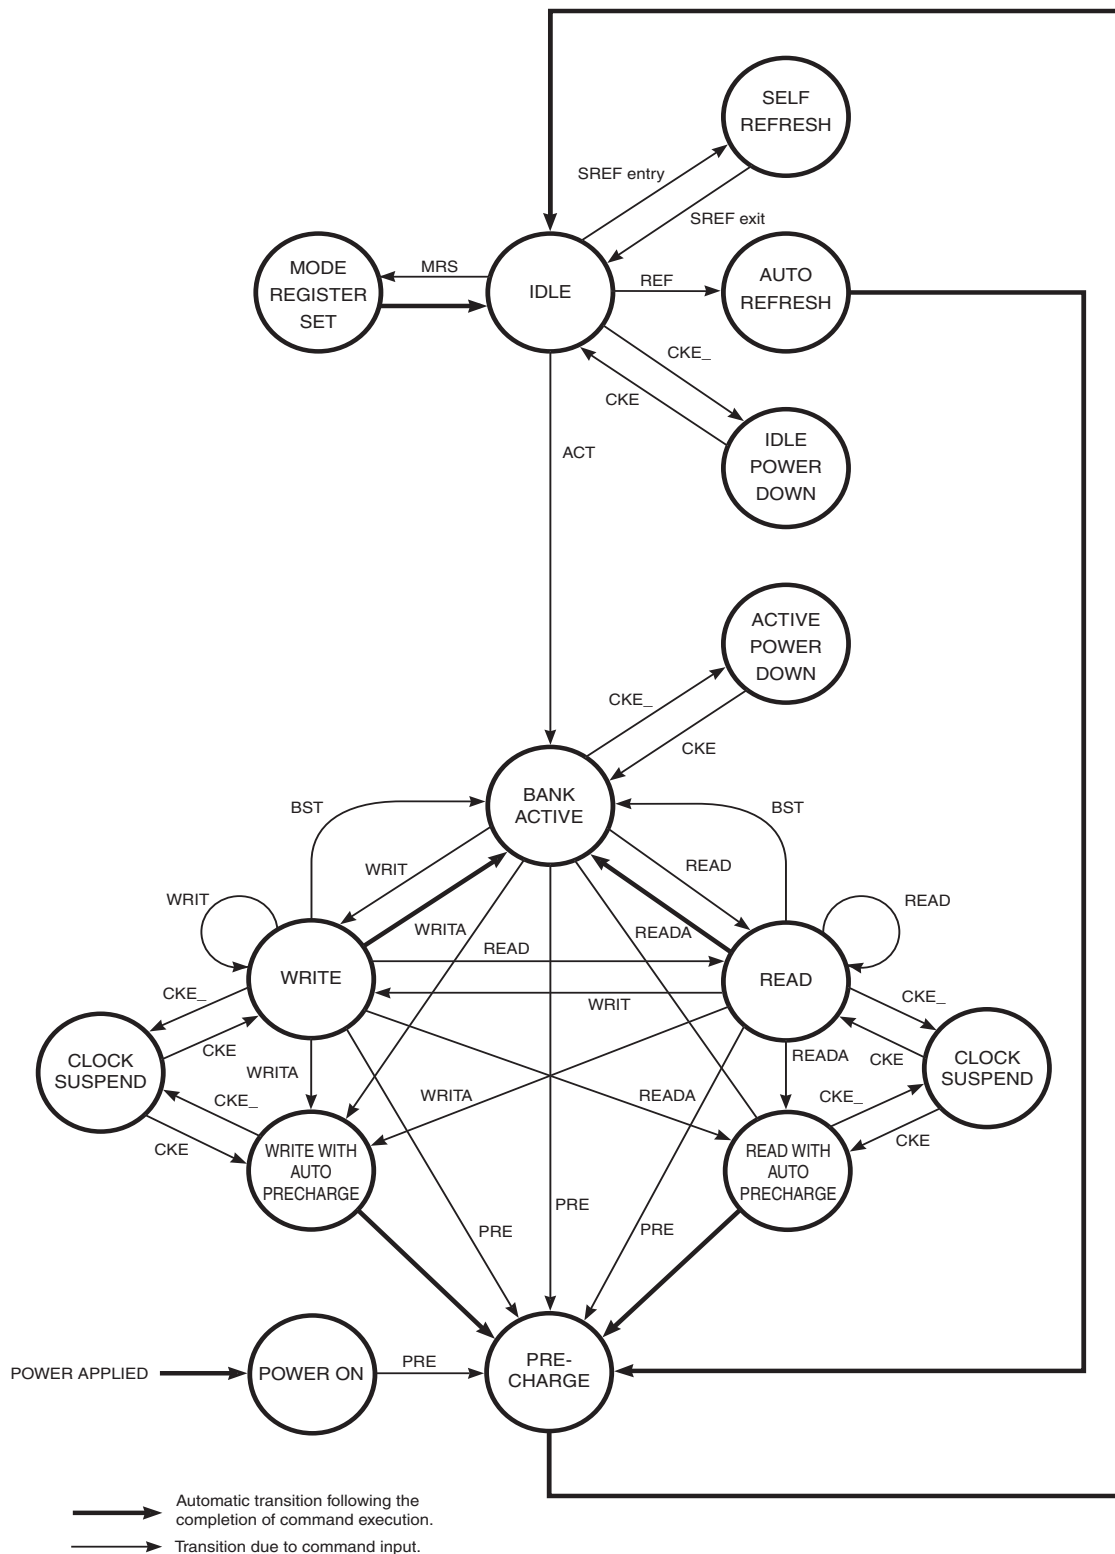 SELF
REFRESH
SREF entry
SREF exit
MODE
REGISTER
SET
MRS
IDLE
REF
AUTO
REFRESH
CKE_
CKE
IDLE
POWER
DOWN
ACT
ACTIVE
POWER
DOWN
CKE_
CKE
BANK
ACTIVE
BST
BST
WRIT
READ
WRIT
READ
WRITA
READA
READ
WRITE
READ
WRIT
CKE_
CKE_
CLOCK
SUSPEND
CKE
WRITA
READA
CKE
CLOCK
SUSPEND
CKE_
WRITA
READA
CKE_
CKE
CKE
WRITE WITH
AUTO
PRECHARGE
READ WITH
AUTO
PRECHARGE
PRE
PRE
PRE
POWER APPLIED
POWER ON
PRE
PRE-
CHARGE
Automatic transition following the
completion of command execution.
Transition due to command input.